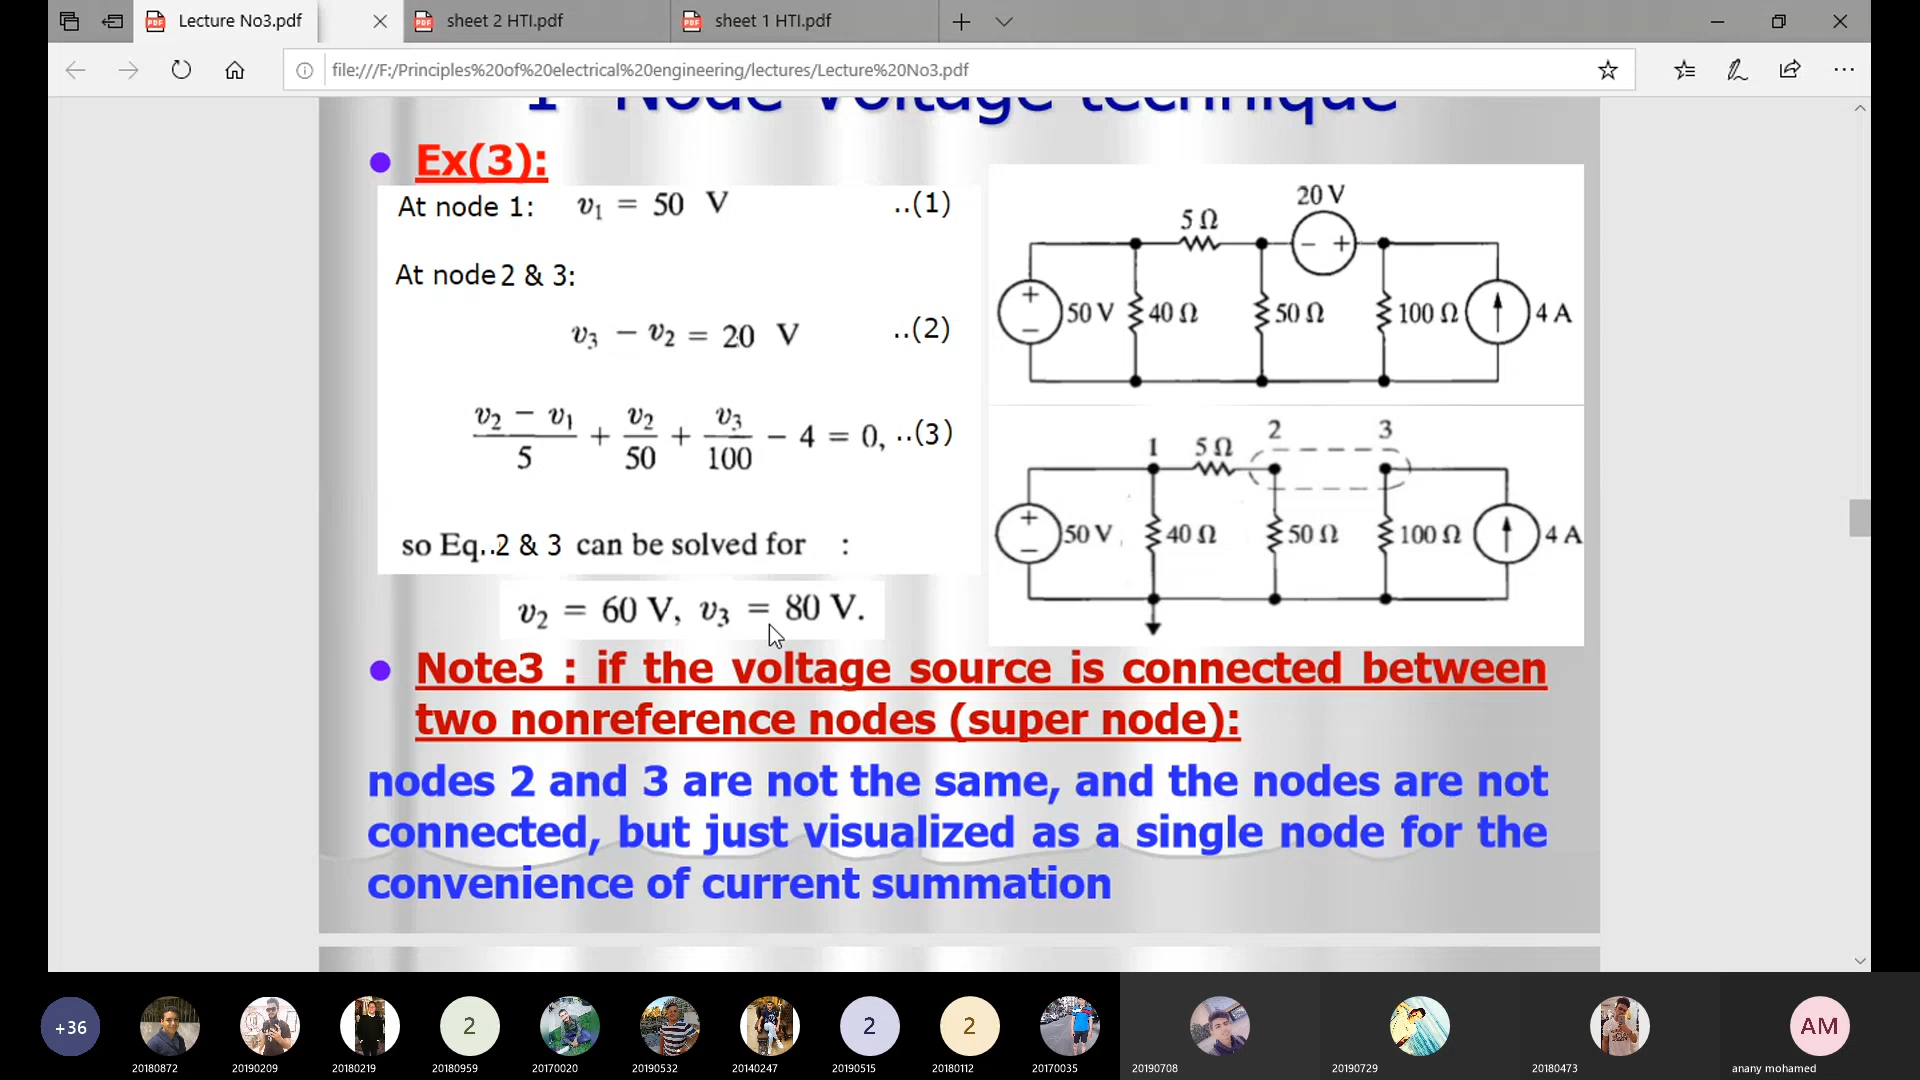 Lecture No3.pdf
sheet 2 HTI.pdf
sheet 1 HTI.pdf
file:///F:/Principles%20of%20electrical%20engineering/lectures/Lecture%20No3.pdf
1 Node Voltage technique
Ex(3):
At node 1: v₁ = 50 V ..(1)
At node 2 & 3:
v₃ − v₂ = 20 V ..(2)
(v₂ − v₁)/5 + v₂/50 + v₃/100 − 4 = 0, ..(3)
so Eq..2 & 3 can be solved for :
v₂ = 60 V, v₃ = 80 V.
20 V
5 Ω
− +
+
−
50 V 40 Ω 50 Ω 100 Ω 4 A
1 5 Ω 2 3
+
−
50 V 40 Ω 50 Ω 100 Ω 4 A
Note3 : if the voltage source is connected between
two nonreference nodes (super node):
nodes 2 and 3 are not the same, and the nodes are not
connected, but just visualized as a single node for the
convenience of current summation
+36 2 2 2 AM
20180872 20190209 20180219 20180959 20170020 20190532 20140247 20190515 20180112 20170035 20190708 20190729 20180473 anany mohamed